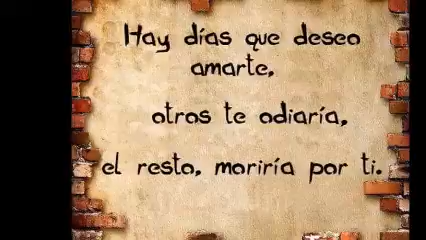 Hay días que deseo
amarte,
otros te odiaría,
el resto, moriría por ti.